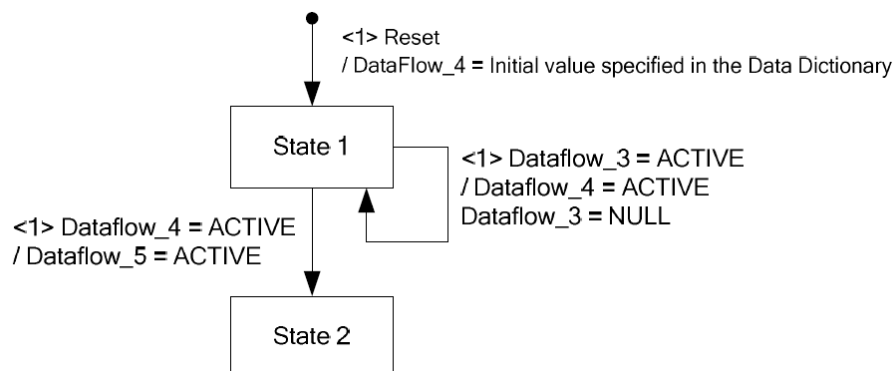 <1> Reset
/ DataFlow_4 = Initial value specified in the Data Dictionary
State 1
<1> Dataflow_3 = ACTIVE
/ Dataflow_4 = ACTIVE
Dataflow_3 = NULL
<1> Dataflow_4 = ACTIVE
/ Dataflow_5 = ACTIVE
State 2